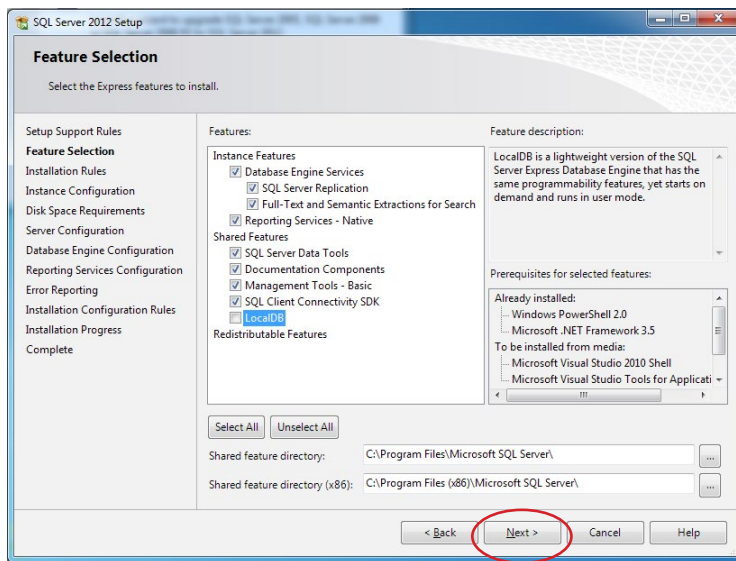 SQL Server 2012 Setup
Feature Selection
Select the Express features to install.
Setup Support Rules
Feature Selection
Installation Rules
Instance Configuration
Disk Space Requirements
Server Configuration
Database Engine Configuration
Reporting Services Configuration
Error Reporting
Installation Configuration Rules
Installation Progress
Complete
Features:
Instance Features
Database Engine Services
SQL Server Replication
Full-Text and Semantic Extractions for Search
Reporting Services - Native
Shared Features
SQL Server Data Tools
Documentation Components
Management Tools - Basic
SQL Client Connectivity SDK
LocalDB
Redistributable Features
Feature description:
LocalDB is a lightweight version of the SQL
Server Express Database Engine that has the
same programmability features, yet starts on
demand and runs in user mode.
Prerequisites for selected features:
Already installed:
Windows PowerShell 2.0
Microsoft .NET Framework 3.5
To be installed from media:
Microsoft Visual Studio 2010 Shell
Microsoft Visual Studio Tools for Applicati
Select All Unselect All
Shared feature directory: C:\Program Files\Microsoft SQL Server\ ...
Shared feature directory (x86): C:\Program Files (x86)\Microsoft SQL Server\ ...
< Back Next > Cancel Help